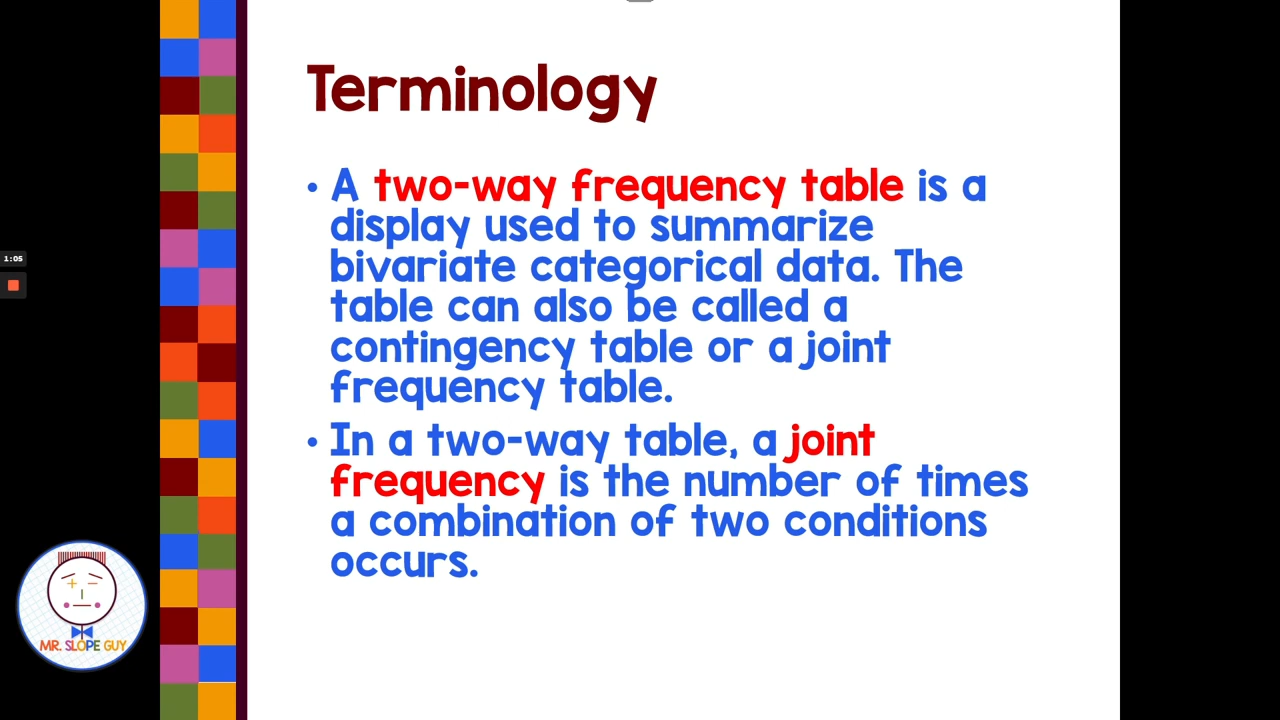 Terminology
• A two-way frequency table is a
display used to summarize
bivariate categorical data. The
table can also be called a
contingency table or a joint
frequency table.
• In a two-way table, a joint
frequency is the number of times
a combination of two conditions
occurs.
1:05
MR. SLOPE GUY